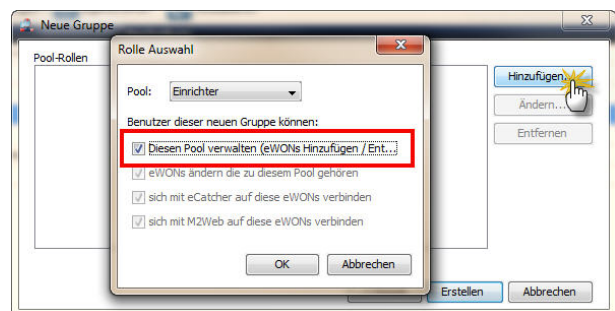 Neue Gruppe
Pool-Rollen
Rolle Auswahl
Pool: Einrichter
Benutzer dieser neuen Gruppe können:
Diesen Pool verwalten (eWONs Hinzufügen / Ent...
eWONs ändern die zu diesem Pool gehören
sich mit eCatcher auf diese eWONs verbinden
sich mit M2Web auf diese eWONs verbinden
OK Abbrechen
Hinzufügen...
Ändern...
Entfernen
Erstellen Abbrechen